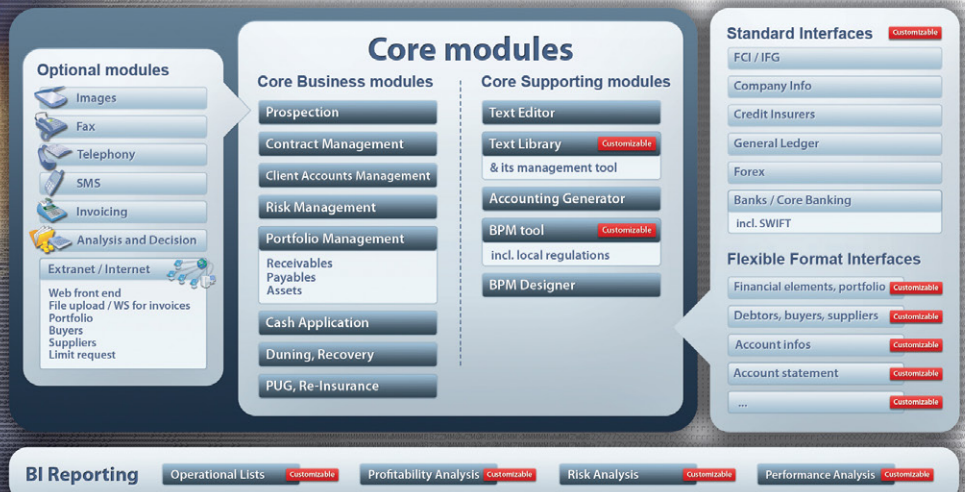 Core modules
Optional modules
Images
Fax
Telephony
SMS
Invoicing
Analysis and Decision
Extranet / Internet
Web front end
File upload / WS for invoices
Portfolio
Buyers
Suppliers
Limit request
Core Business modules
Prospection
Contract Management
Client Accounts Management
Risk Management
Portfolio Management
Receivables
Payables
Assets
Cash Application
Duning, Recovery
PUG, Re-Insurance
Core Supporting modules
Text Editor
Text Library Customizable
& its management tool
Accounting Generator
BPM tool Customizable
incl. local regulations
BPM Designer
Standard Interfaces Customizable
FCI / IFG
Company Info
Credit Insurers
General Ledger
Forex
Banks / Core Banking
incl. SWIFT
Flexible Format Interfaces
Financial elements, portfolio Customizable
Debtors, buyers, suppliers Customizable
Account infos Customizable
Account statement Customizable
... Customizable
BI Reporting
Operational Lists Customizable
Profitability Analysis Customizable
Risk Analysis Customizable
Performance Analysis Customizable